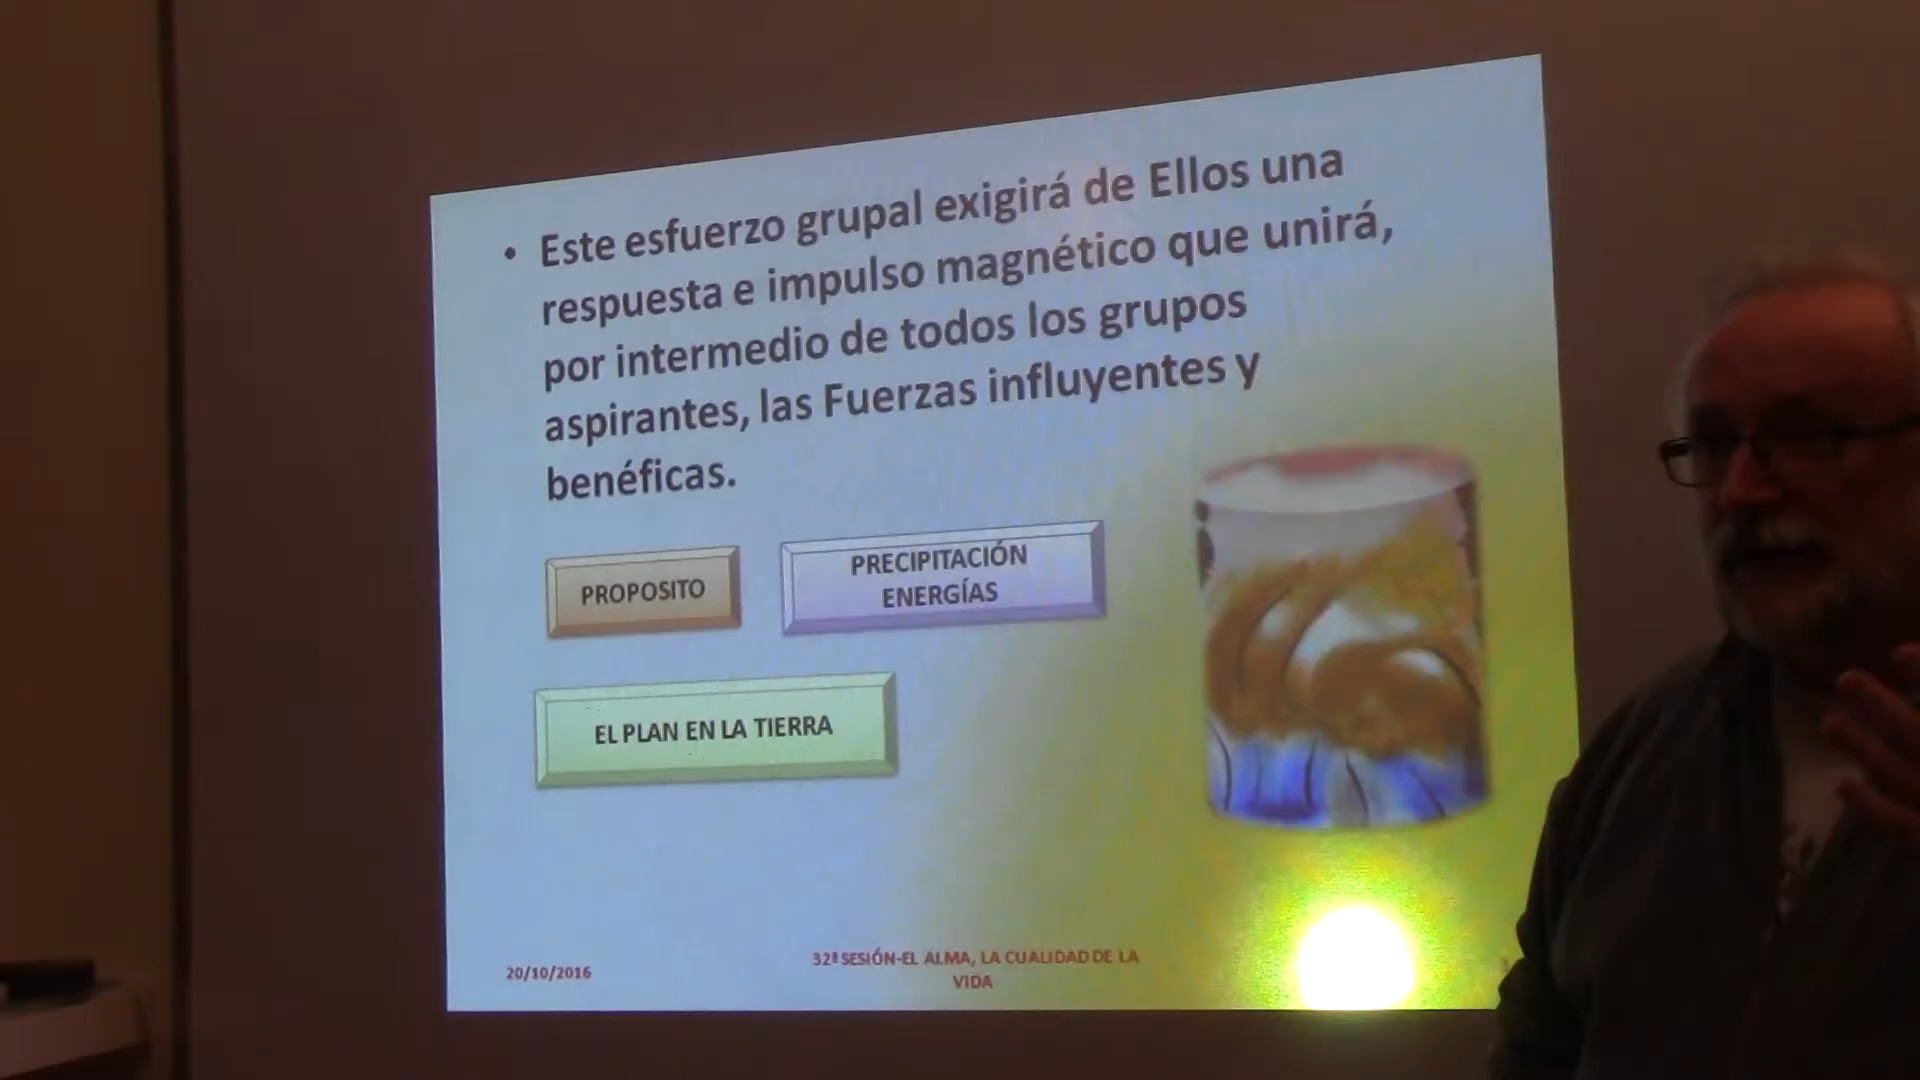 • Este esfuerzo grupal exigirá de Ellos una
respuesta e impulso magnético que unirá,
por intermedio de todos los grupos
aspirantes, las Fuerzas influyentes y
benéficas.
PROPOSITO
PRECIPITACIÓN
ENERGÍAS
EL PLAN EN LA TIERRA
20/10/2016
32ª SESIÓN-EL ALMA, LA CUALIDAD DE LA
VIDA